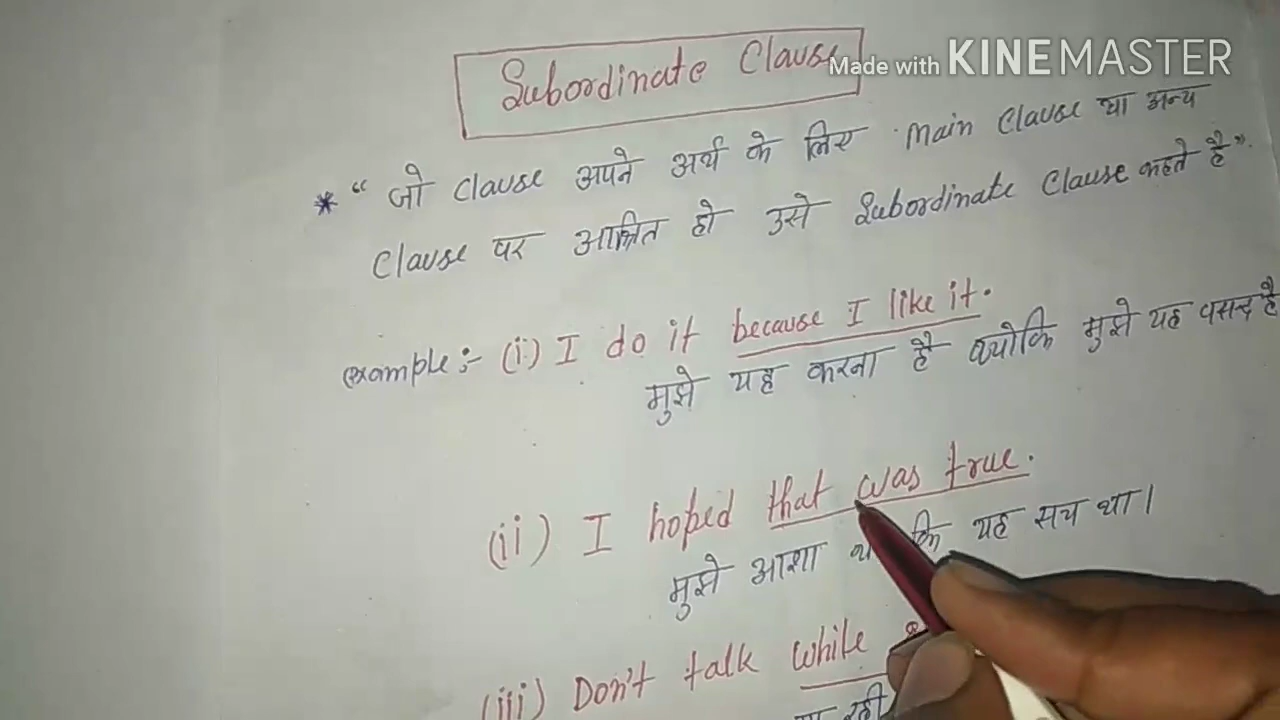 Subordinate Clause
Made with KINEMASTER
* “ जो Clause अपने अर्थ के लिए Main Clause या अन्य
Clause पर आश्रित हो उसे Subordinate Clause कहते है”
example :- (i) I do it because I like it.
मुझे यह करना है क्योकि मुझे यह पसन्द है
(ii) I hoped that was true.
मुझे आशा कि यह सच था।
(iii) Don't talk while
रही